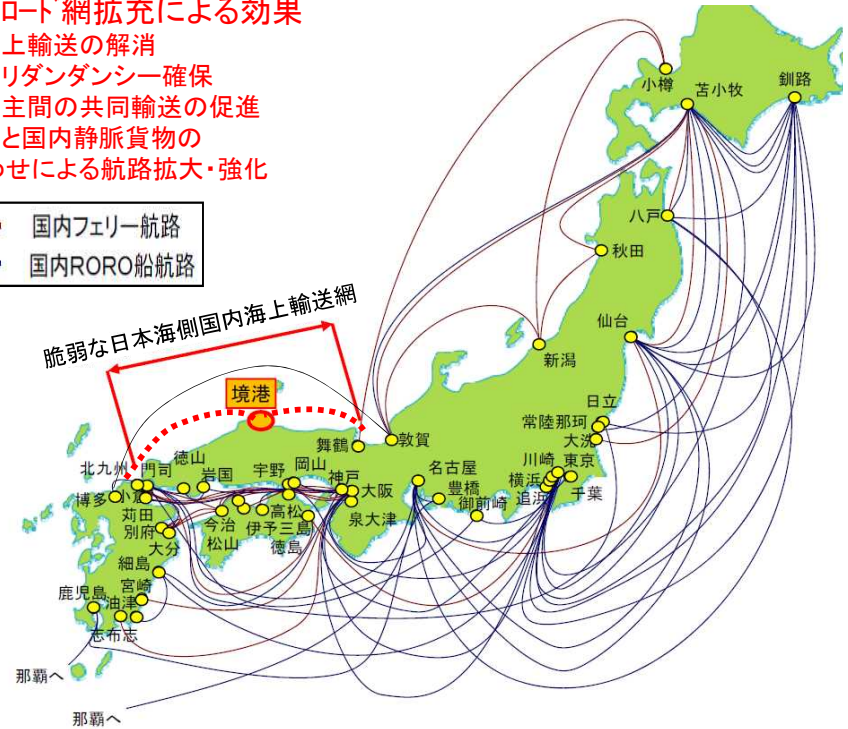 ロード網拡充による効果
上輸送の解消
リダンダンシー確保
主間の共同輸送の促進
と国内静脈貨物の
わせによる航路拡大・強化
国内フェリー航路
国内RORO船航路
脆弱な日本海側国内海上輸送網
境港
小樽
苫小牧
釧路
八戸
秋田
仙台
新潟
日立
常陸那珂
大洗
舞鶴
敦賀
川崎
東京
横浜
追浜
千葉
名古屋
豊橋
御前崎
北九州
門司
徳山
岩国
宇野
岡山
神戸
大阪
泉大津
博多
小倉
苅田
別府
大分
今治
松山
高松
伊予三島
徳島
細島
宮崎
鹿児島
油津
志布志
那覇へ
那覇へ